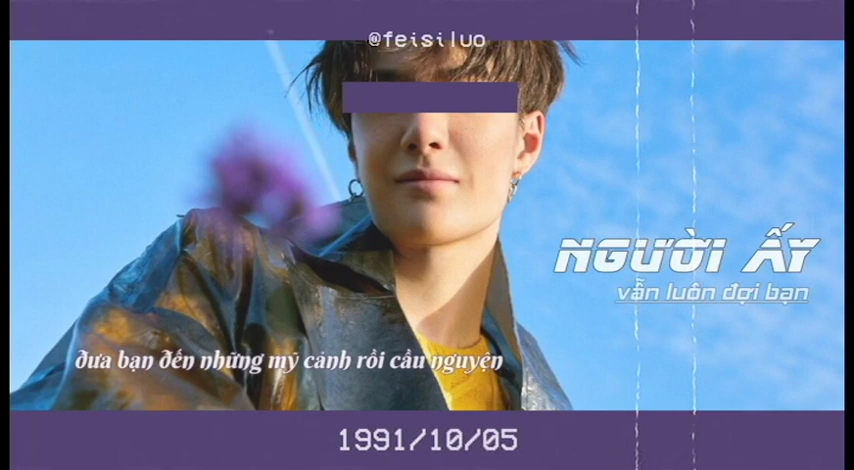 @feisiluo
NGƯỜI ẤY
vẫn luôn đợi bạn
đưa bạn đến những mỹ cảnh rồi cầu nguyện
1991/10/05